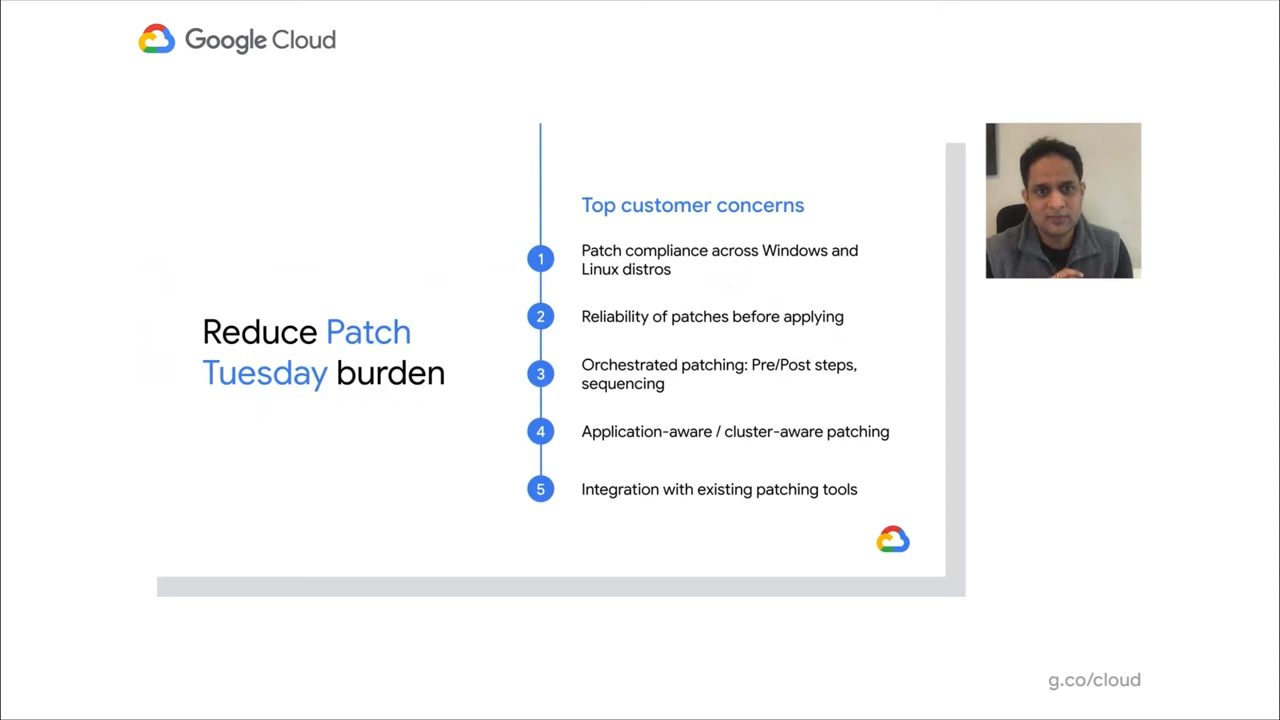 Google Cloud
Reduce Patch
Tuesday burden
Top customer concerns
1
Patch compliance across Windows and
Linux distros
2
Reliability of patches before applying
3
Orchestrated patching: Pre/Post steps,
sequencing
4
Application-aware / cluster-aware patching
5
Integration with existing patching tools
g.co/cloud